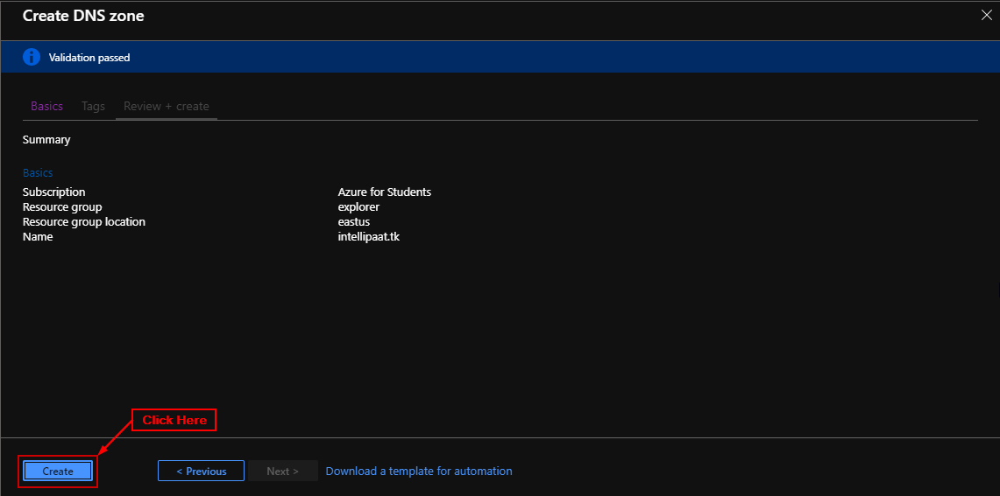 Create DNS zone
Validation passed
Basics Tags Review + create
Summary
Basics
Subscription Azure for Students
Resource group explorer
Resource group location eastus
Name intellipaat.tk
Click Here
Create < Previous Next > Download a template for automation